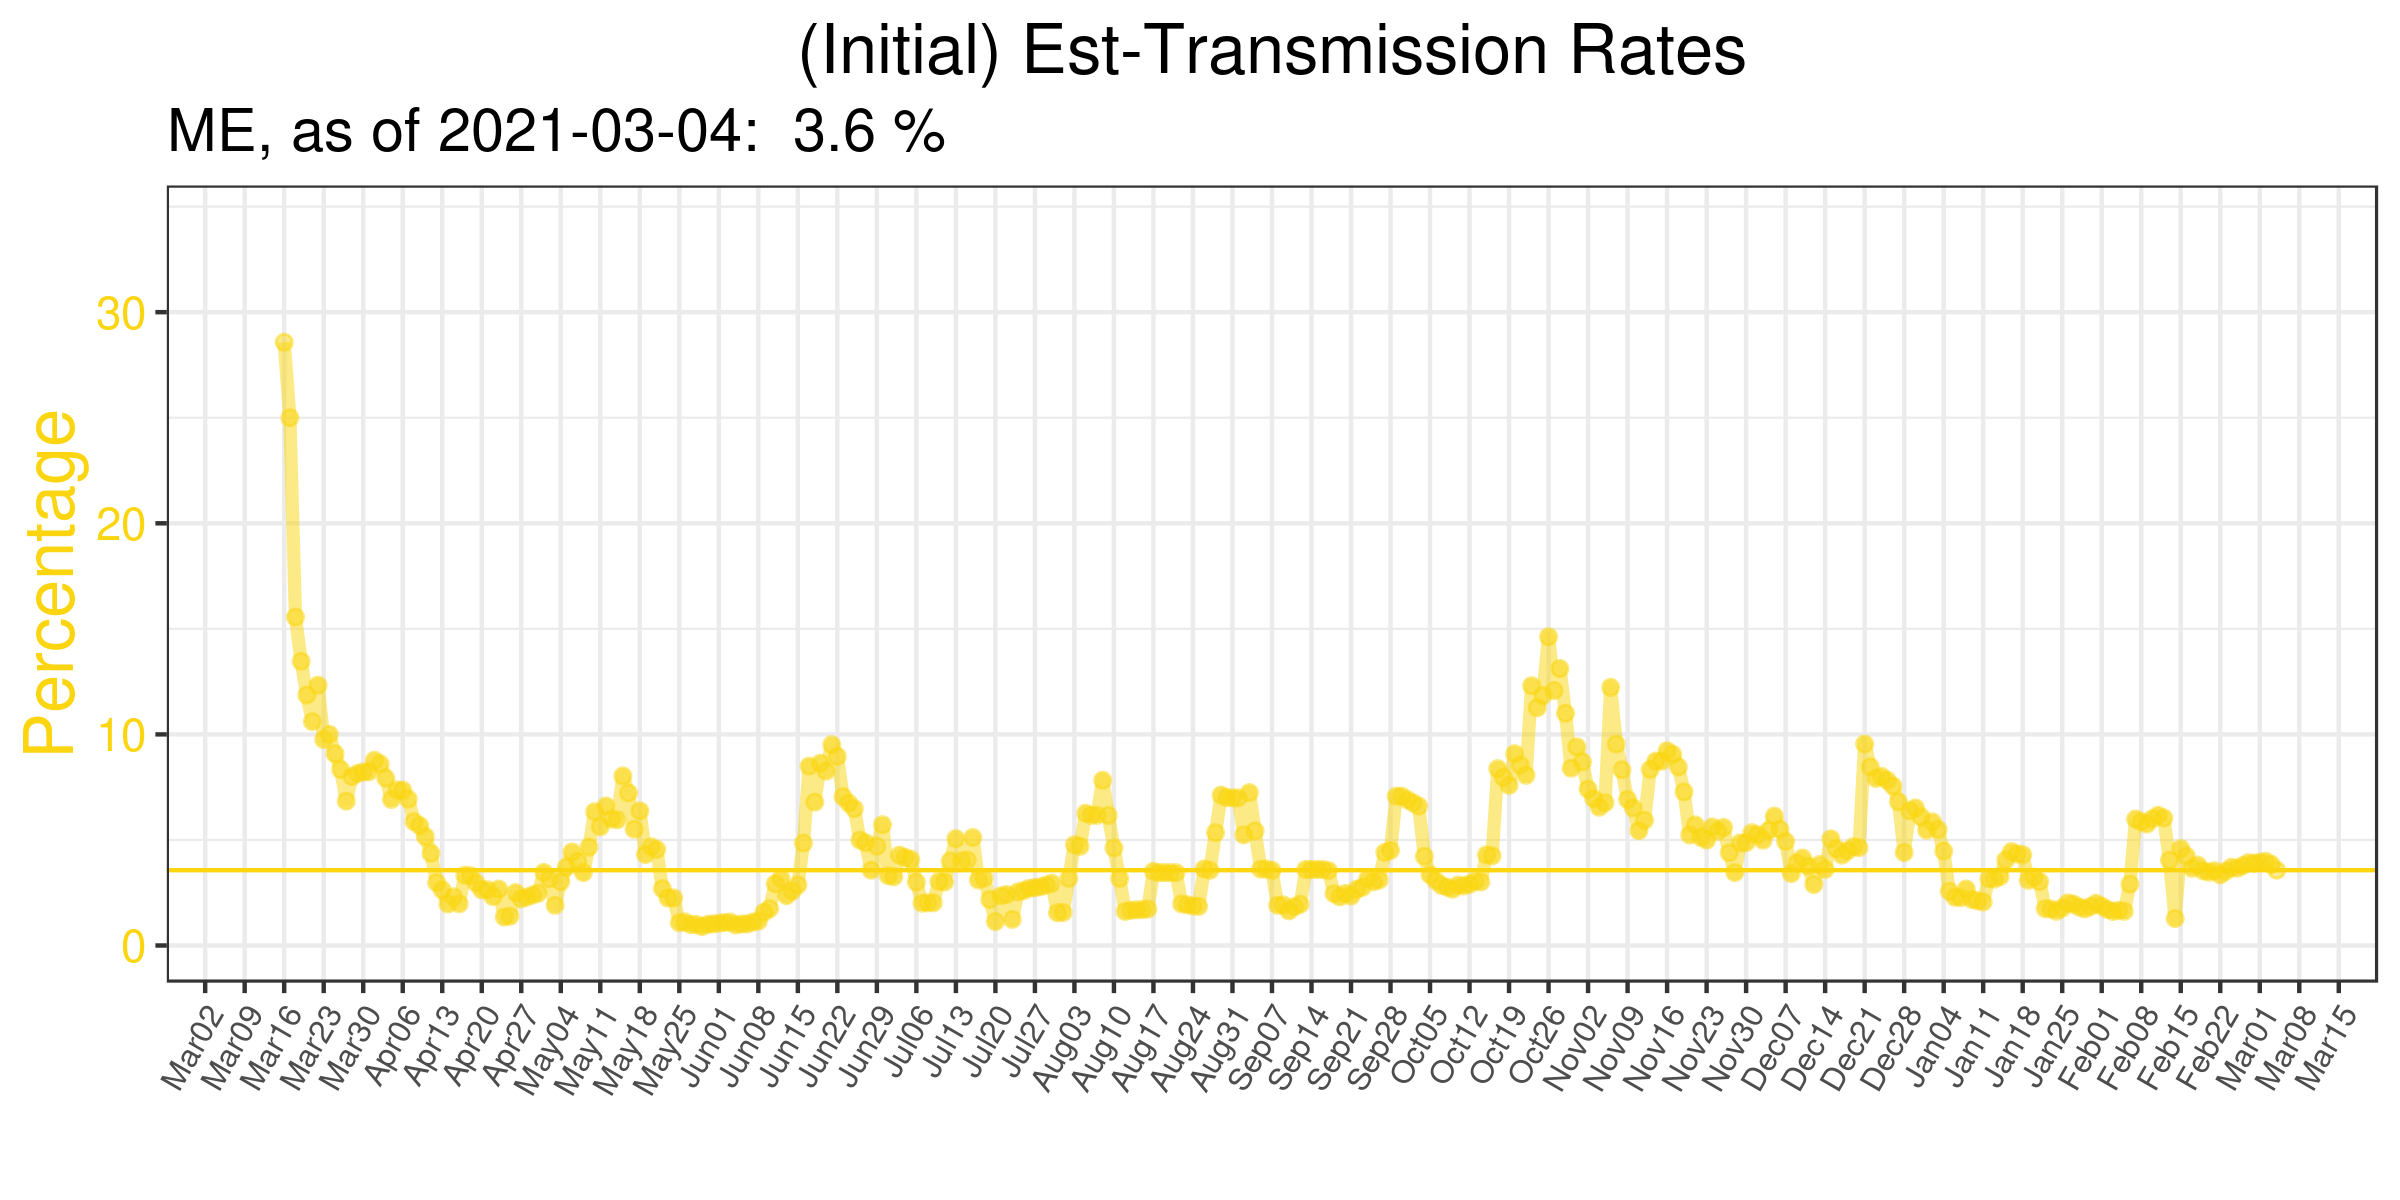 (Initial) Est-Transmission Rates
ME, as of 2021-03-04:  3.6 %
Percentage
30
20
10
0
Mar02
Mar09
Mar16
Mar23
Mar30
Apr06
Apr13
Apr20
Apr27
May04
May11
May18
May25
Jun01
Jun08
Jun15
Jun22
Jun29
Jul06
Jul13
Jul20
Jul27
Aug03
Aug10
Aug17
Aug24
Aug31
Sep07
Sep14
Sep21
Sep28
Oct05
Oct12
Oct19
Oct26
Nov02
Nov09
Nov16
Nov23
Nov30
Dec07
Dec14
Dec21
Dec28
Jan04
Jan11
Jan18
Jan25
Feb01
Feb08
Feb15
Feb22
Mar01
Mar08
Mar15